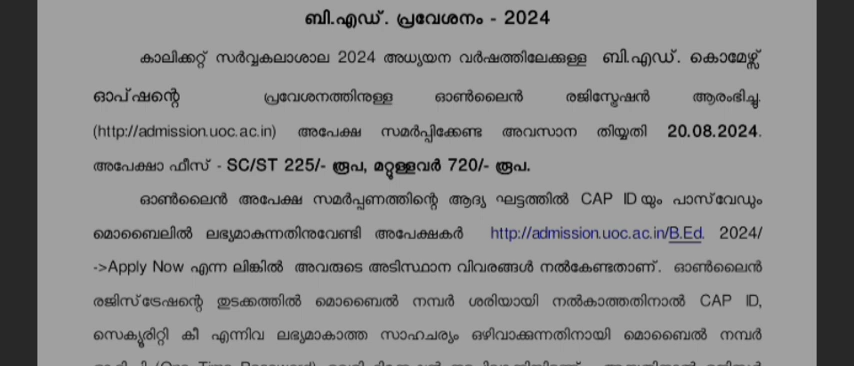 ബി.എഡ്. പ്രവേശനം - 2024
കാലിക്കറ്റ് സർവ്വകലാശാല 2024 അധ്യയന വർഷത്തിലേക്കുള്ള ബി.എഡ്. കൊമേഴ്സ്
ഓപ്ഷന്റെ പ്രവേശനത്തിനുള്ള ഓൺലൈൻ രജിസ്ട്രേഷൻ ആരംഭിച്ചു.
(http://admission.uoc.ac.in) അപേക്ഷ സമർപ്പിക്കേണ്ട അവസാന തിയ്യതി 20.08.2024.
അപേക്ഷാ ഫീസ് - SC/ST 225/- രൂപ, മറ്റുള്ളവർ 720/- രൂപ.
ഓൺലൈൻ അപേക്ഷ സമർപ്പണത്തിന്റെ ആദ്യ ഘട്ടത്തിൽ CAP ID യും പാസ്‌വേഡും
മൊബൈലിൽ ലഭ്യമാകുന്നതിനുവേണ്ടി അപേക്ഷകർ http://admission.uoc.ac.in/B.Ed. 2024/
->Apply Now എന്ന ലിങ്കിൽ അവരുടെ അടിസ്ഥാന വിവരങ്ങൾ നൽകേണ്ടതാണ്. ഓൺലൈൻ
രജിസ്ട്രേഷന്റെ തുടക്കത്തിൽ മൊബൈൽ നമ്പർ ശരിയായി നൽകാത്തതിനാൽ CAP ID,
സെക്യൂരിറ്റി കീ എന്നിവ ലഭ്യമാകാത്ത സാഹചര്യം ഒഴിവാക്കുന്നതിനായി മൊബൈൽ നമ്പർ